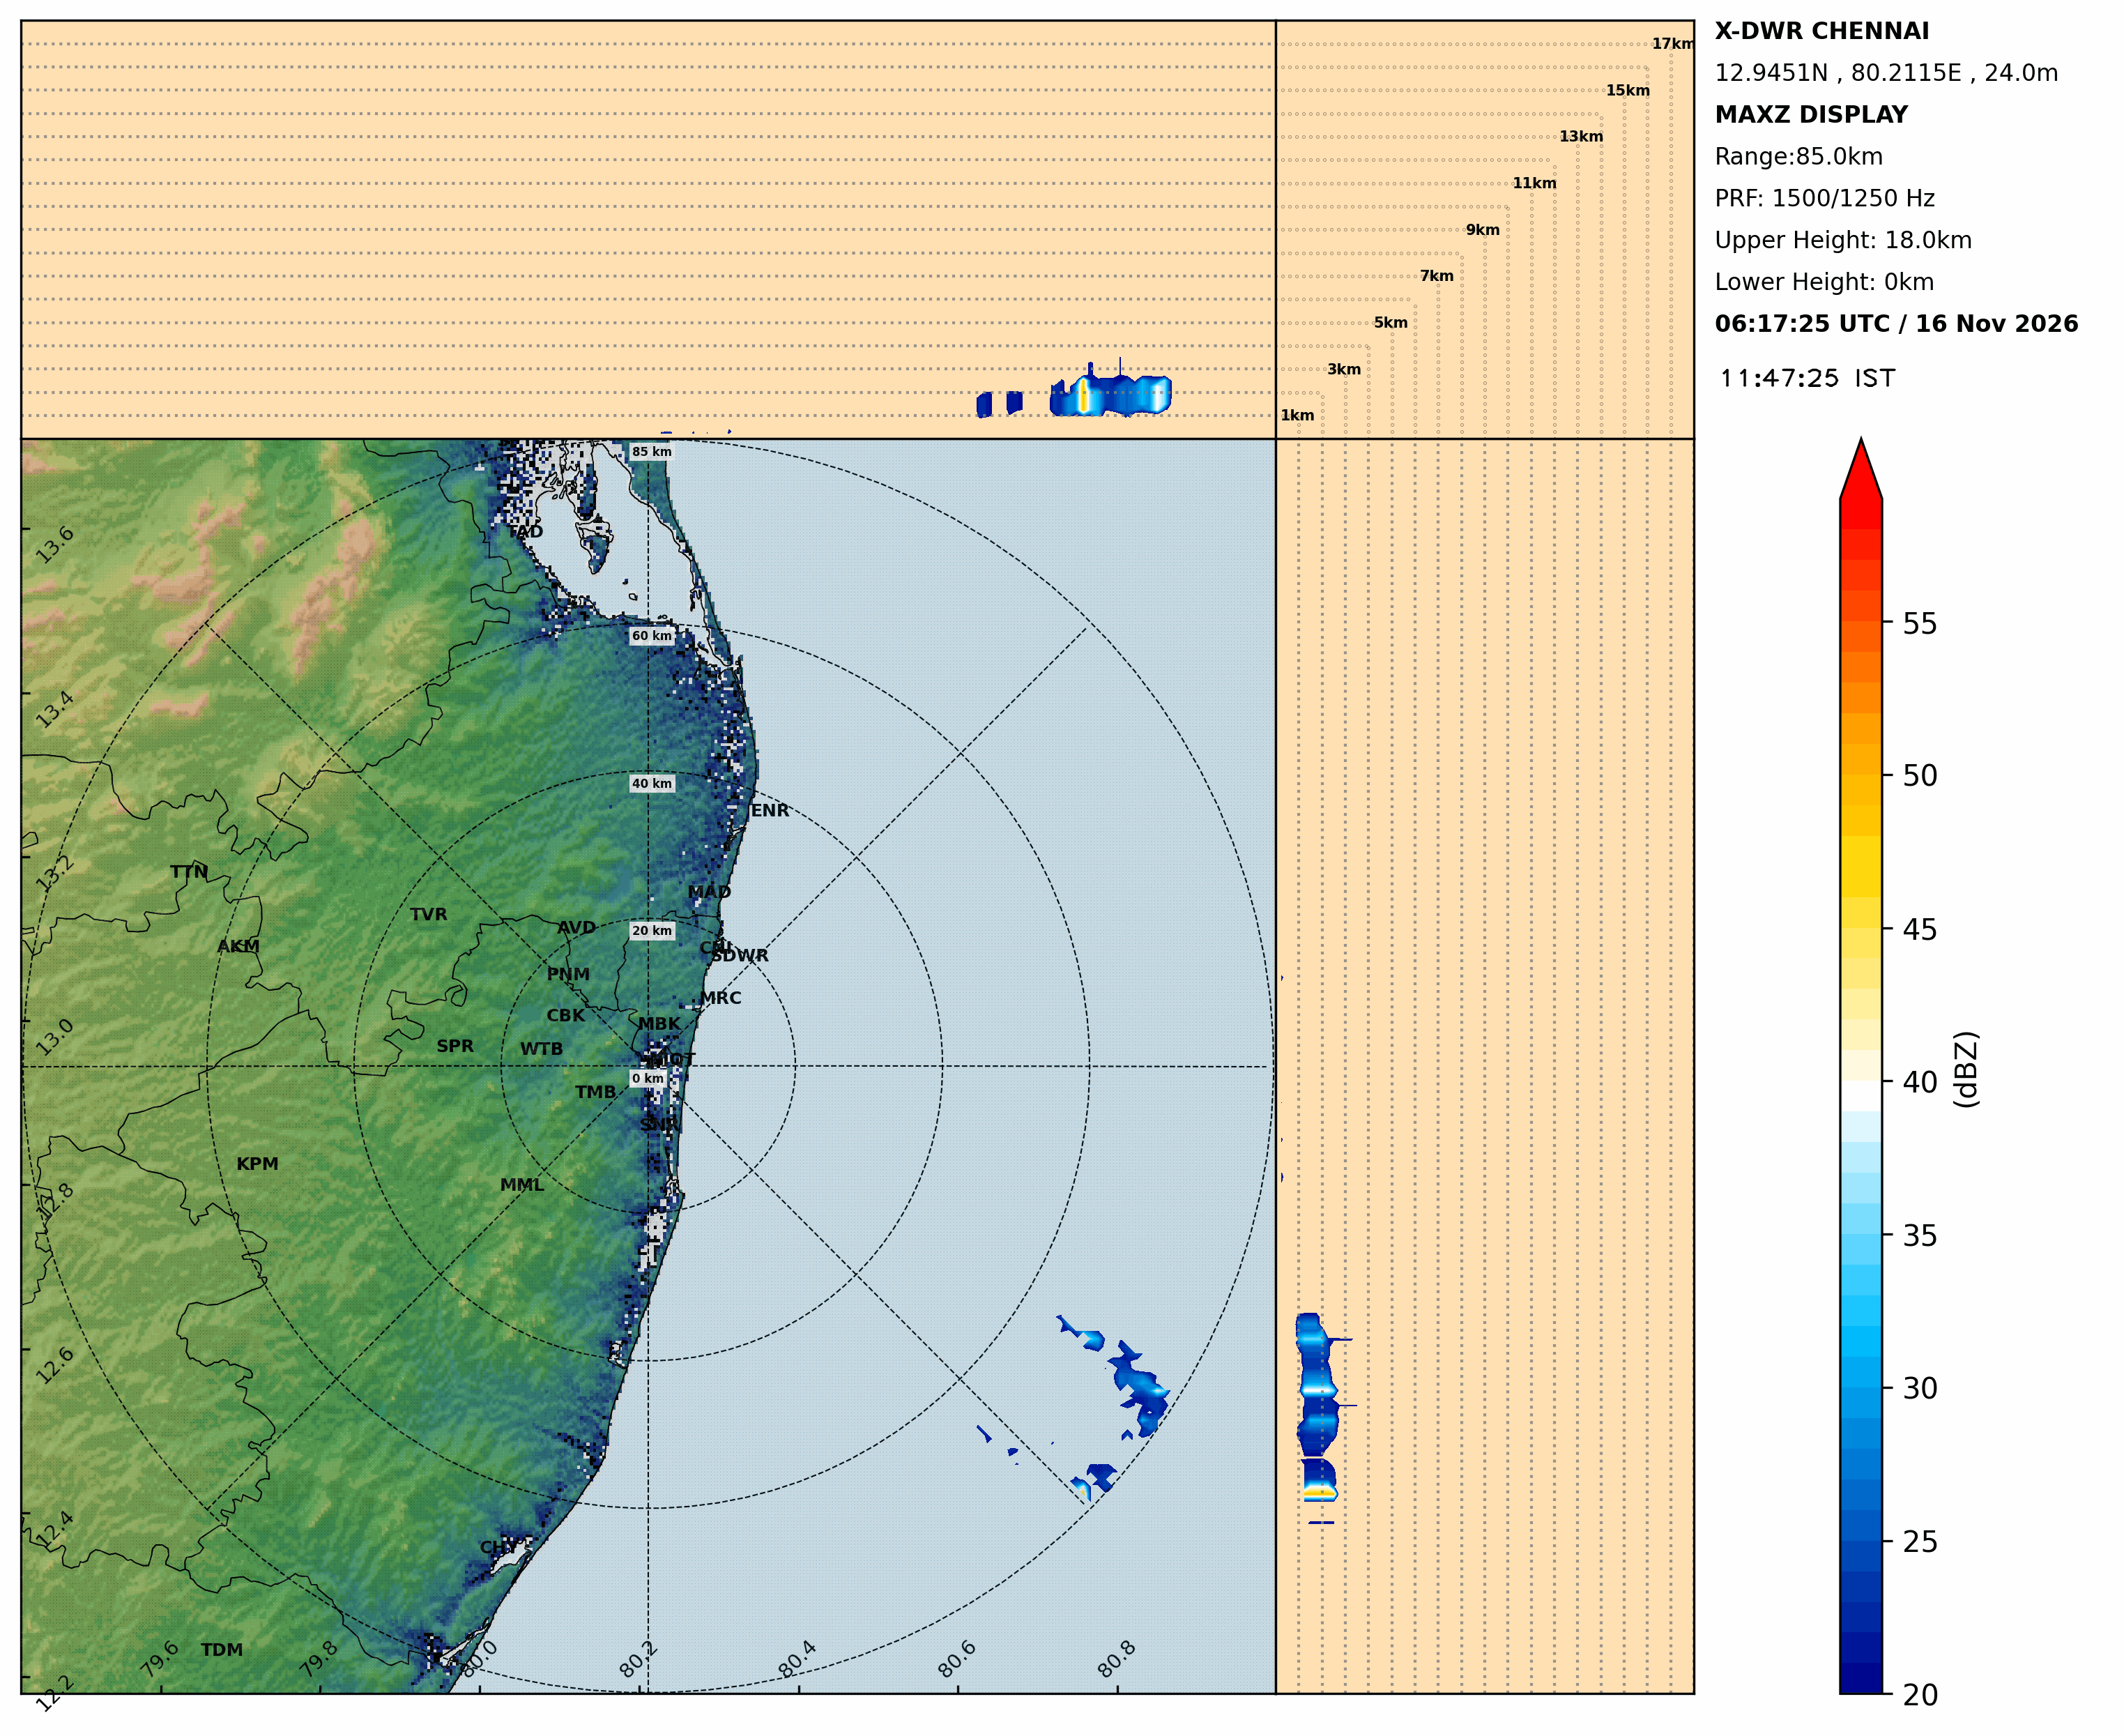 X-DWR CHENNAI
12.9451N , 80.2115E , 24.0m
MAXZ DISPLAY
Range:85.0km
PRF: 1500/1250 Hz
Upper Height: 18.0km
Lower Height: 0km
06:17:25 UTC / 16 Nov 2026
11:47:25 IST
17km
15km
13km
11km
9km
7km
5km
3km
1km
85 km
TAD
13.6
60 km
13.4
40 km
ENR
13.2
TTN
MAD
TVR
AVD
20 km
AKM
CNI
SDWR
PNM
MRC
CBK
MBK
13.0
SPR
WTB
0 km
TMB
SNR
KPM
MML
12.8
12.6
12.4
CHY
TDM
12.2
79.6
79.8
80.0
80.2
80.4
80.6
80.8
55
50
45
40
35
30
25
20
(dBZ)